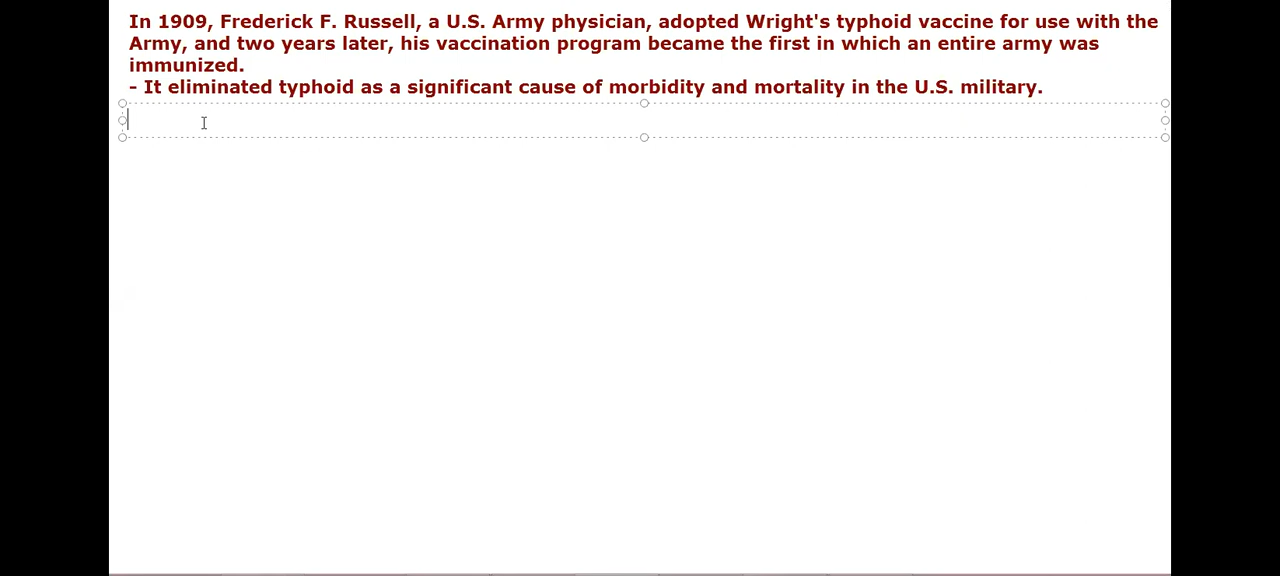 In 1909, Frederick F. Russell, a U.S. Army physician, adopted Wright's typhoid vaccine for use with the
Army, and two years later, his vaccination program became the first in which an entire army was
immunized.
- It eliminated typhoid as a significant cause of morbidity and mortality in the U.S. military.